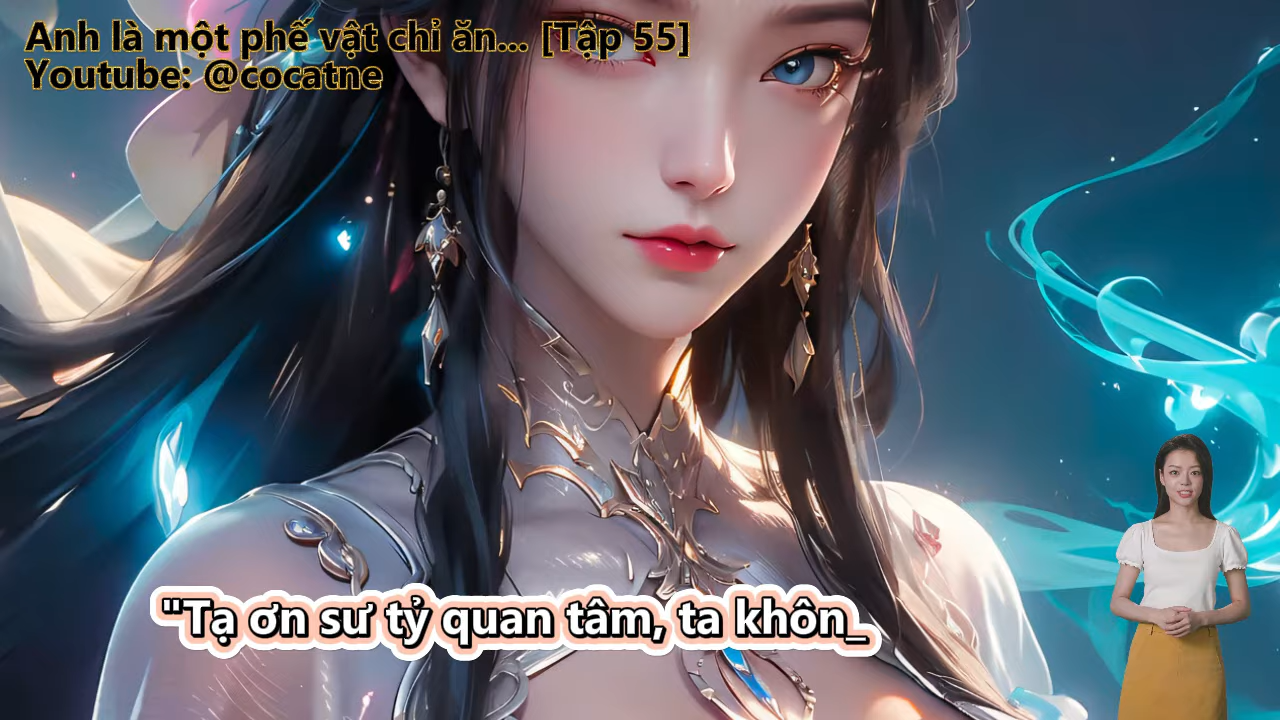 Anh là một phế vật chỉ ăn... [Tập 55]
Youtube: @cocatne
"Tạ ơn sư tỷ quan tâm, ta khôn_